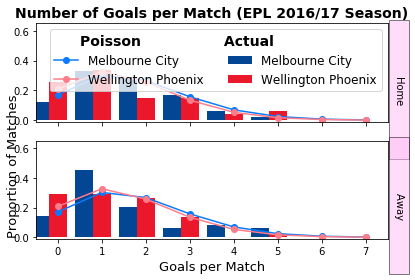 Number of Goals per Match (EPL 2016/17 Season)
Poisson Actual
Melbourne City Melbourne City
Wellington Phoenix Wellington Phoenix
0.6
0.4
0.2
0.0
Home
0.6
0.4
0.2
0.0
Away
0 1 2 3 4 5 6 7
Goals per Match
Proportion of Matches